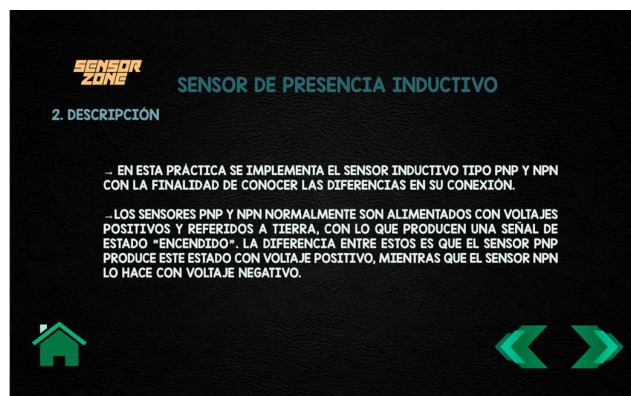 SENSOR
ZONE
SENSOR DE PRESENCIA INDUCTIVO
2. DESCRIPCIÓN
→ EN ESTA PRÁCTICA SE IMPLEMENTA EL SENSOR INDUCTIVO TIPO PNP Y NPN
CON LA FINALIDAD DE CONOCER LAS DIFERENCIAS EN SU CONEXIÓN.
→LOS SENSORES PNP Y NPN NORMALMENTE SON ALIMENTADOS CON VOLTAJES
POSITIVOS Y REFERIDOS A TIERRA, CON LO QUE PRODUCEN UNA SEÑAL DE
ESTADO "ENCENDIDO". LA DIFERENCIA ENTRE ESTOS ES QUE EL SENSOR PNP
PRODUCE ESTE ESTADO CON VOLTAJE POSITIVO, MIENTRAS QUE EL SENSOR NPN
LO HACE CON VOLTAJE NEGATIVO.